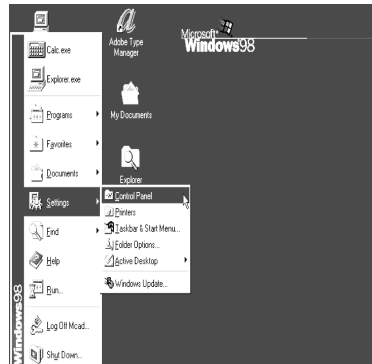 Adobe Type
Manager
My Documents
Explorer
Microsoft
Windows98
Calc.exe
Explorer.exe
Programs
Favorites
Documents
Settings
Find
Help
Run...
Log Off Mcad...
Shut Down...
Control Panel
Printers
Taskbar & Start Menu...
Folder Options...
Active Desktop
Windows Update...
Windows98